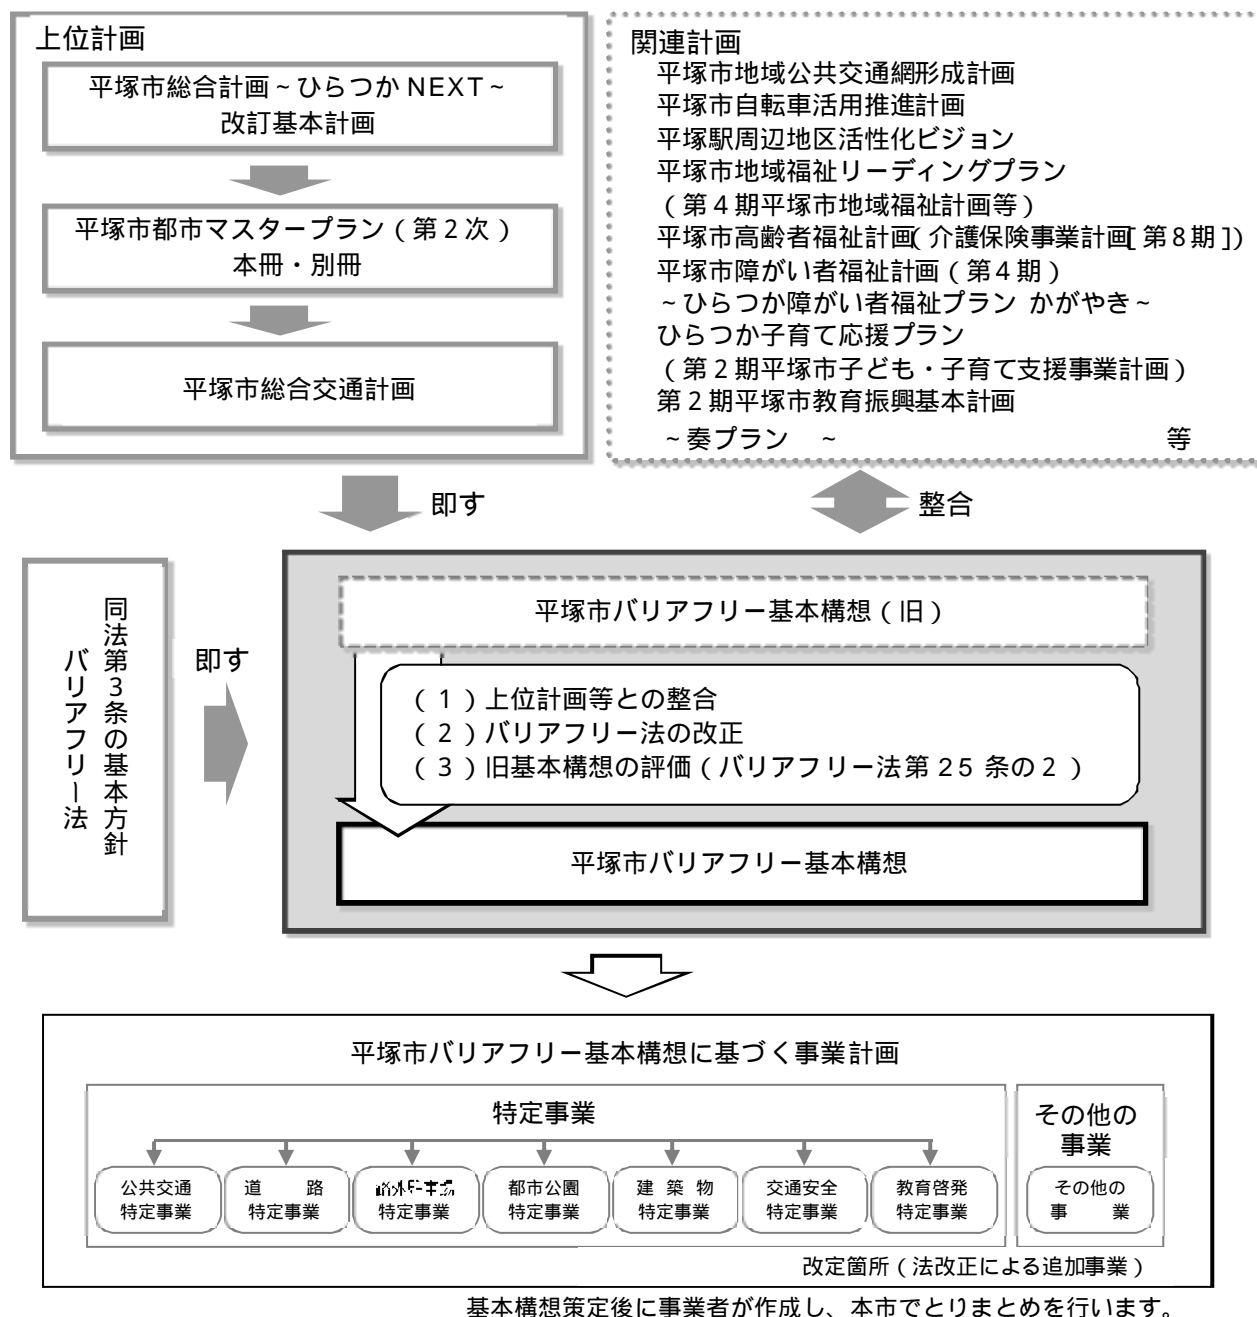 上位計画
平塚市総合計画~ひらつか NEXT~
改訂基本計画
平塚市都市マスタープラン(第2次)
本冊・別冊
平塚市総合交通計画
関連計画
平塚市地域公共交通網形成計画
平塚市自転車活用推進計画
平塚駅周辺地区活性化ビジョン
平塚市地域福祉リーディングプラン
(第4期平塚市地域福祉計画等)
平塚市高齢者福祉計画(介護保険事業計画[第8期])
平塚市障がい者福祉計画(第4期)
~ひらつか障がい者福祉プラン かがやき~
ひらつか子育て応援プラン
(第2期平塚市子ども・子育て支援事業計画)
第2期平塚市教育振興基本計画
~奏プラン ~ 等
即す
整合
バリアフリー法
同法第3条の基本方針
即す
平塚市バリアフリー基本構想(旧)
(1)上位計画等との整合
(2)バリアフリー法の改正
(3)旧基本構想の評価(バリアフリー法第25条の2)
平塚市バリアフリー基本構想
平塚市バリアフリー基本構想に基づく事業計画
特定事業
公共交通
特定事業
道 路
特定事業
特定事業
都市公園
特定事業
建 築 物
特定事業
交通安全
特定事業
教育啓発
特定事業
その他の
事業
その他の
事 業
改定箇所(法改正による追加事業)
基本構想策定後に事業者が作成し、本市でとりまとめを行います。